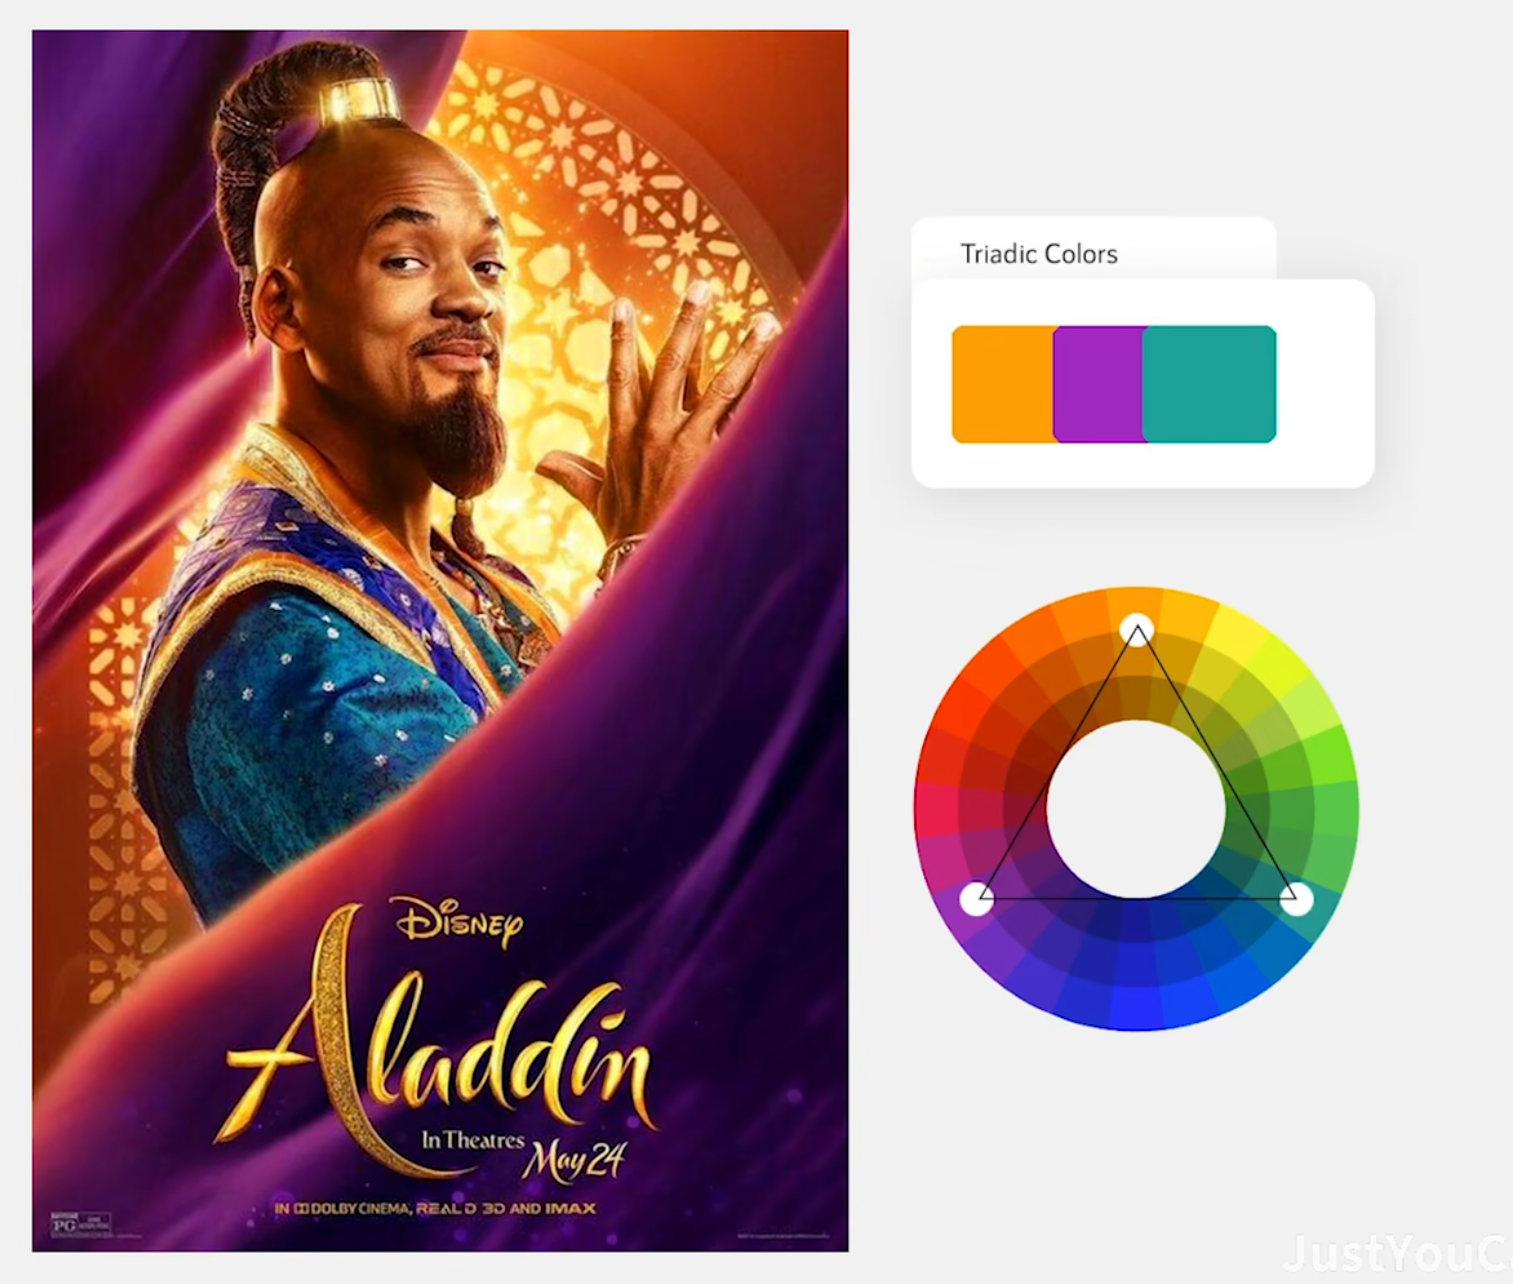 Triadic Colors
Disney
Aladdin
In Theatres
May 24
IN DOLBY CINEMA, REAL D 3D AND IMAX
PG
JustYouC